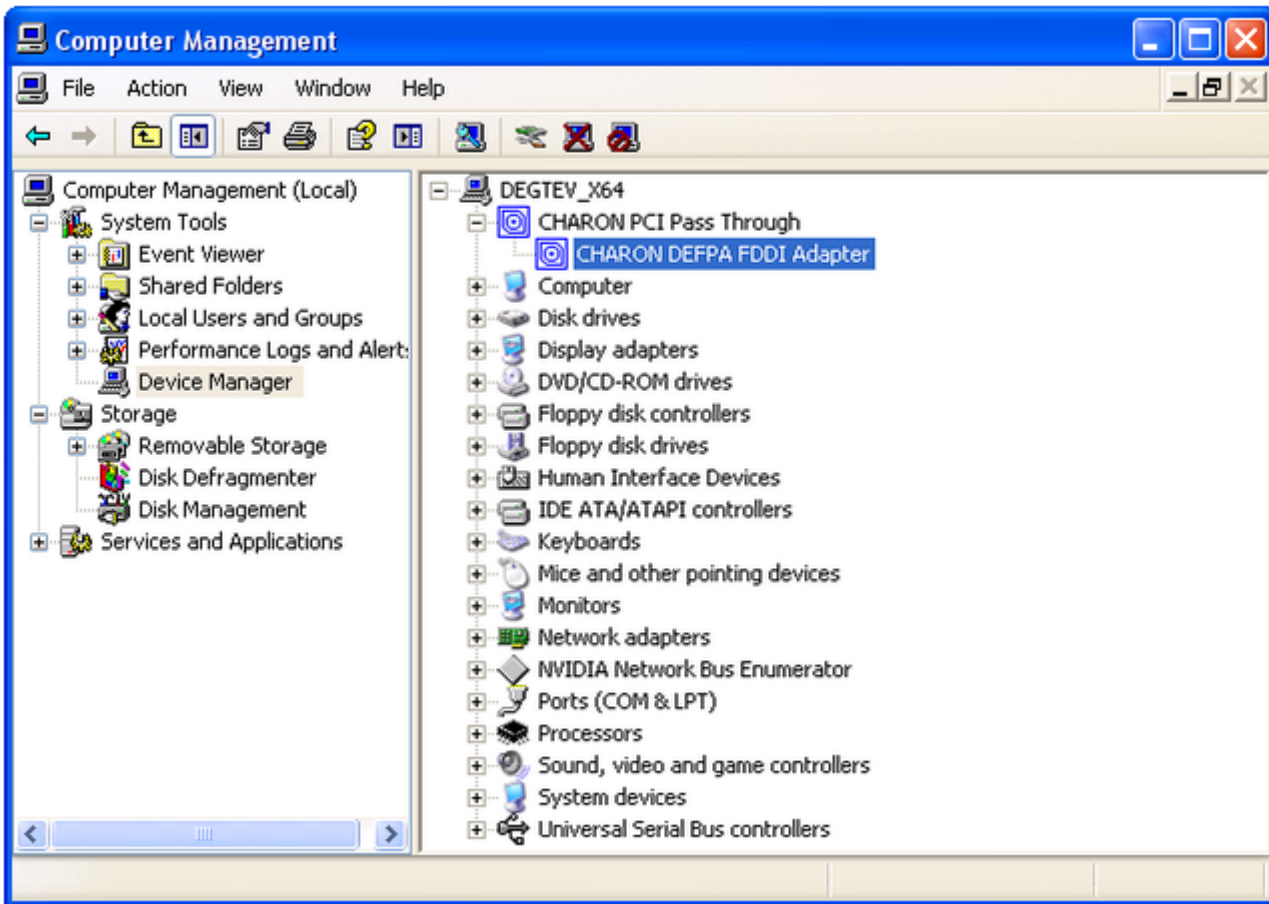 Computer Management
File Action View Window Help
Computer Management (Local)
System Tools
Event Viewer
Shared Folders
Local Users and Groups
Performance Logs and Alert
Device Manager
Storage
Removable Storage
Disk Defragmenter
Disk Management
Services and Applications
DEGTEV_X64
CHARON PCI Pass Through
CHARON DEFPA FDDI Adapter
Computer
Disk drives
Display adapters
DVD/CD-ROM drives
Floppy disk controllers
Floppy disk drives
Human Interface Devices
IDE ATA/ATAPI controllers
Keyboards
Mice and other pointing devices
Monitors
Network adapters
NVIDIA Network Bus Enumerator
Ports (COM & LPT)
Processors
Sound, video and game controllers
System devices
Universal Serial Bus controllers